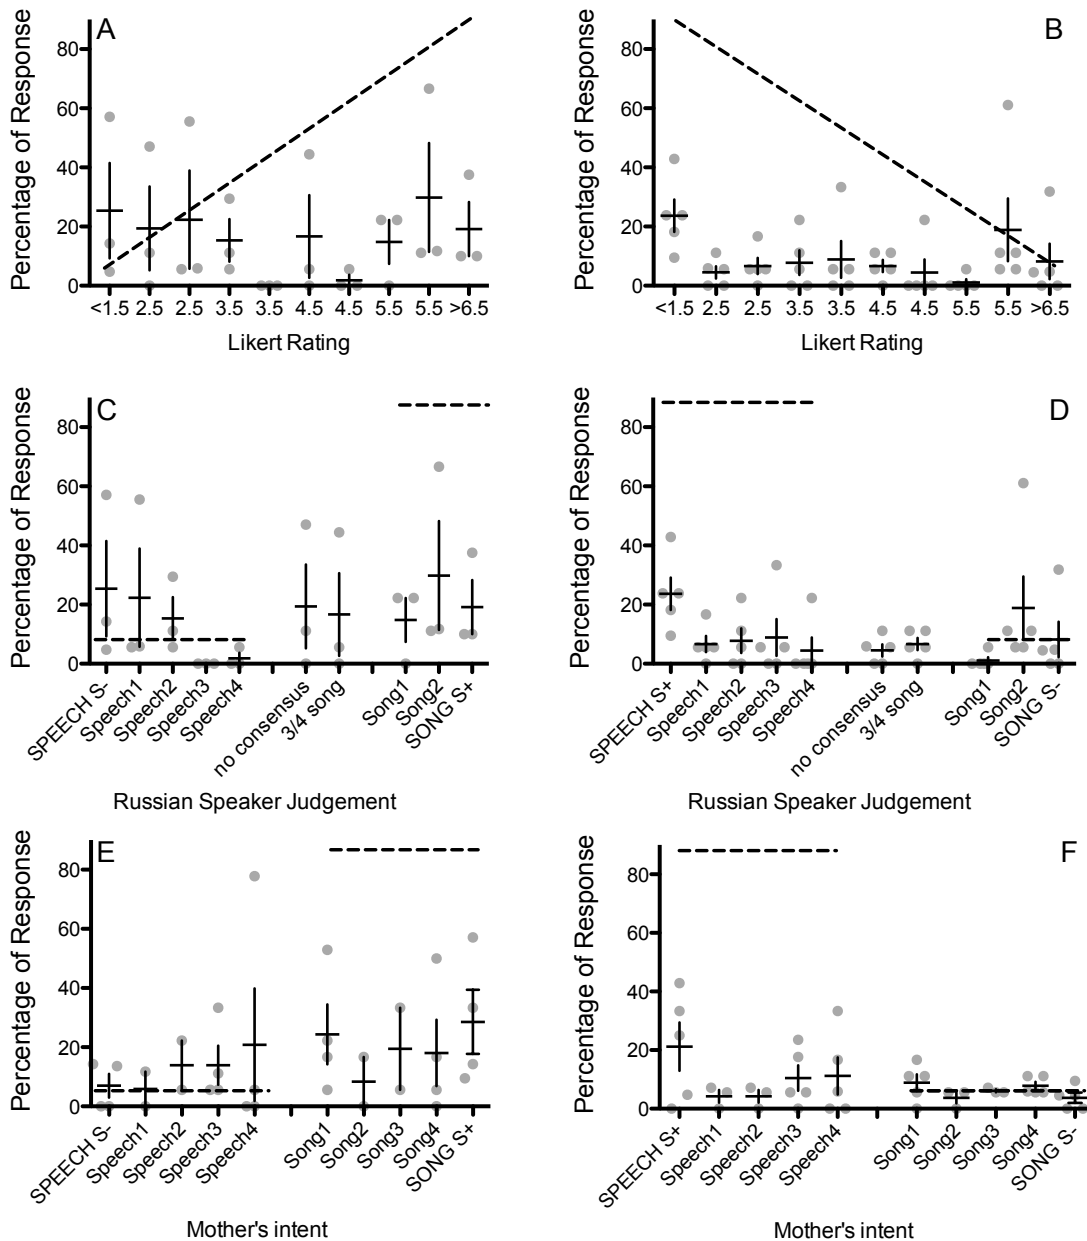 A
Percentage of Response
80
60
40
20
0
<1.5 2.5 2.5 3.5 3.5 4.5 4.5 5.5 5.5 >6.5
Likert Rating
B
Percentage of Response
80
60
40
20
0
<1.5 2.5 2.5 3.5 3.5 4.5 4.5 5.5 5.5 >6.5
Likert Rating
C
Percentage of Response
80
60
40
20
0
SPEECH S- Speech1 Speech2 Speech3 Speech4 no consensus 3/4 song Song1 Song2 SONG S+
Russian Speaker Judgement
D
Percentage of Response
80
60
40
20
0
SPEECH S+ Speech1 Speech2 Speech3 Speech4 no consensus 3/4 song Song1 Song2 SONG S-
Russian Speaker Judgement
E
Percentage of Response
80
60
40
20
0
SPEECH S- Speech1 Speech2 Speech3 Speech4 Song1 Song2 Song3 Song4 SONG S+
Mother's intent
F
Percentage of Response
80
60
40
20
0
SPEECH S+ Speech1 Speech2 Speech3 Speech4 Song1 Song2 Song3 Song4 SONG S-
Mother's intent